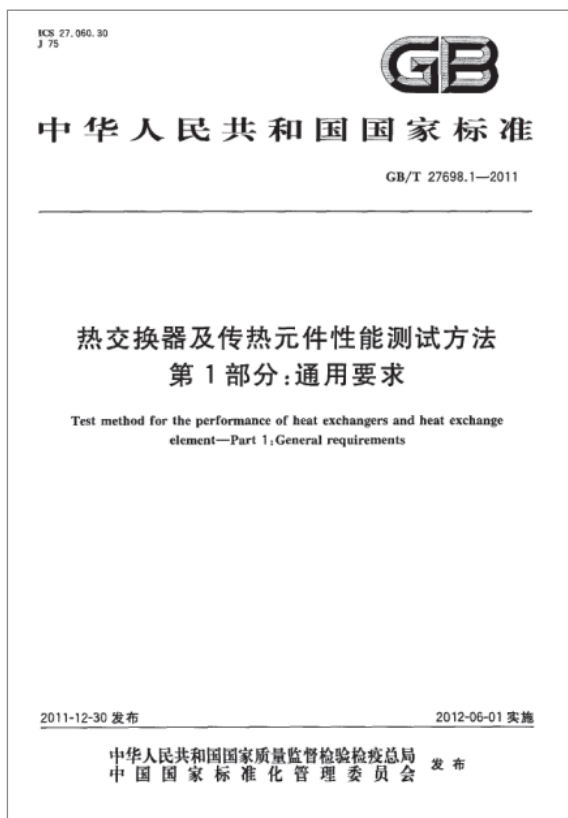 ICS 27.060.30
J 75
GB
中华人民共和国国家标准
GB/T 27698.1—2011
热交换器及传热元件性能测试方法
第 1 部分:通用要求
Test method for the performance of heat exchangers and heat exchange
element—Part 1:General requirements
2011-12-30 发布
2012-06-01 实施
中华人民共和国国家质量监督检验检疫总局
中国国家标准化管理委员会
发布